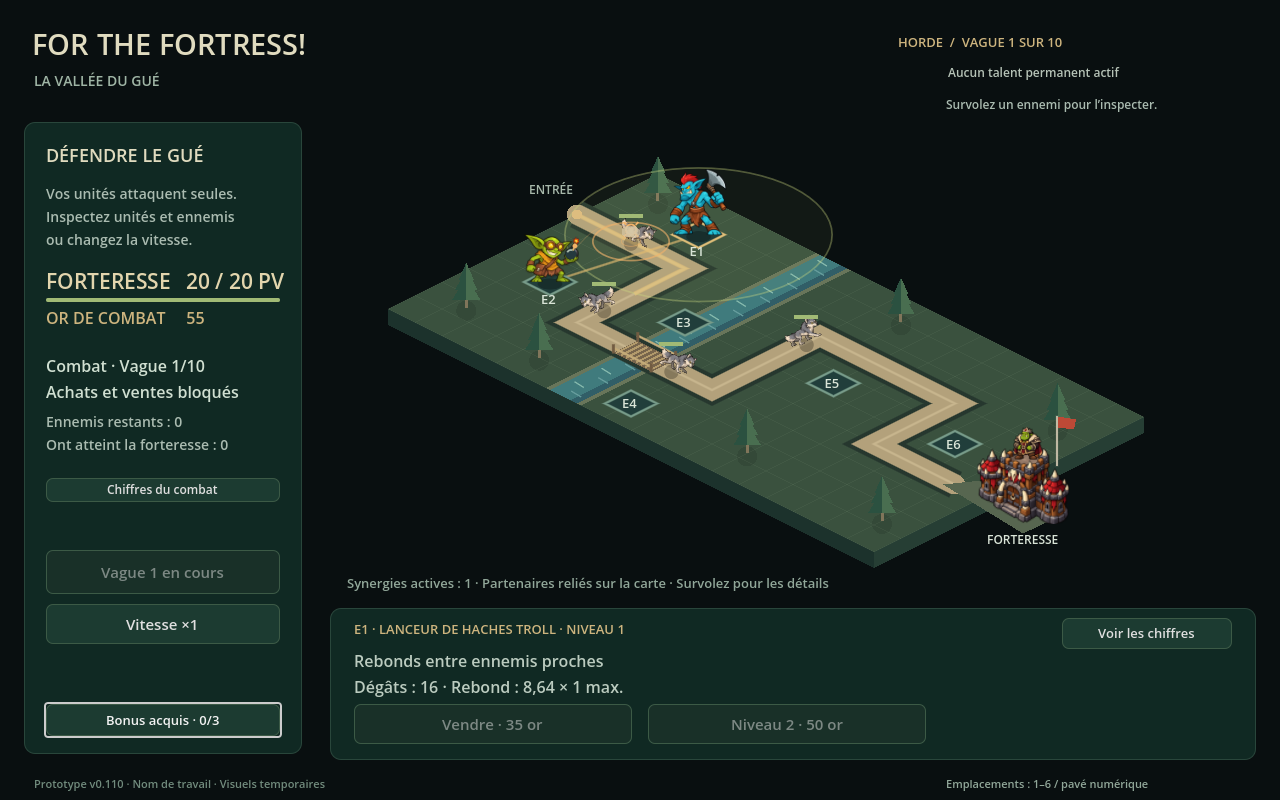 FOR THE FORTRESS!
LA VALLÉE DU GUÉ
HORDE / VAGUE 1 SUR 10
Aucun talent permanent actif
Survolez un ennemi pour l’inspecter.
DÉFENDRE LE GUÉ
Vos unités attaquent seules.
Inspectez unités et ennemis
ou changez la vitesse.
FORTERESSE 20 / 20 PV
OR DE COMBAT 55
Combat · Vague 1/10
Achats et ventes bloqués
Ennemis restants : 0
Ont atteint la forteresse : 0
Chiffres du combat
Vague 1 en cours
Vitesse ×1
Bonus acquis · 0/3
ENTRÉE
E1
E2
E3
E4
E5
E6
FORTERESSE
Synergies actives : 1 · Partenaires reliés sur la carte · Survolez pour les détails
E1 · LANCEUR DE HACHES TROLL · NIVEAU 1
Voir les chiffres
Rebonds entre ennemis proches
Dégâts : 16 · Rebond : 8,64 × 1 max.
Vendre · 35 or
Niveau 2 · 50 or
Prototype v0.110 · Nom de travail · Visuels temporaires
Emplacements : 1–6 / pavé numérique